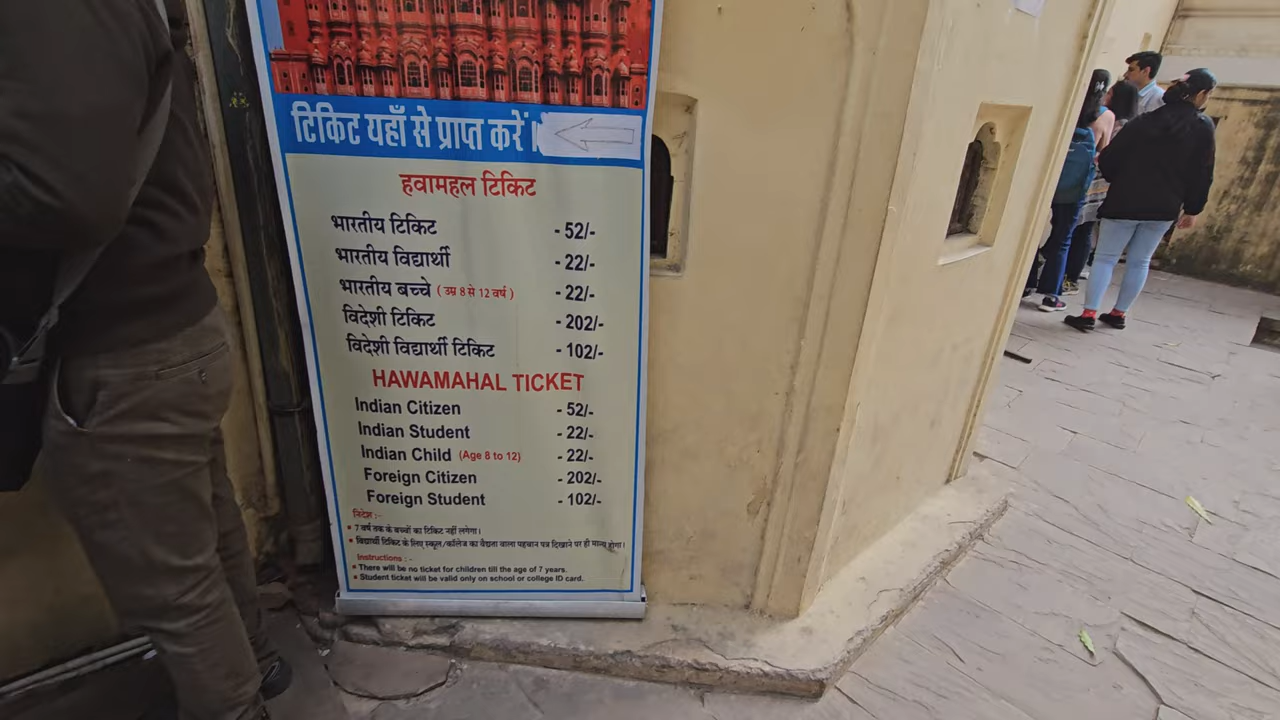 टिकिट यहाँ से प्राप्त करें।
हवामहल टिकिट
भारतीय टिकिट - 52/-
भारतीय विद्यार्थी - 22/-
भारतीय बच्चे ( उम्र 8 से 12 वर्ष ) - 22/-
विदेशी टिकिट - 202/-
विदेशी विद्यार्थी टिकिट - 102/-
HAWAMAHAL TICKET
Indian Citizen - 52/-
Indian Student - 22/-
Indian Child (Age 8 to 12) - 22/-
Foreign Citizen - 202/-
Foreign Student - 102/-
निर्देश :-
• 7 वर्ष तक के बच्चों का टिकिट नहीं लगेगा।
• विद्यार्थी टिकिट के लिए स्कूल/कॉलेज का वैद्यता वाला पहचान पत्र दिखाने पर ही मान्य होगा।
Instructions : -
• There will be no ticket for children till the age of 7 years.
• Student ticket will be valid only on school or college ID card.